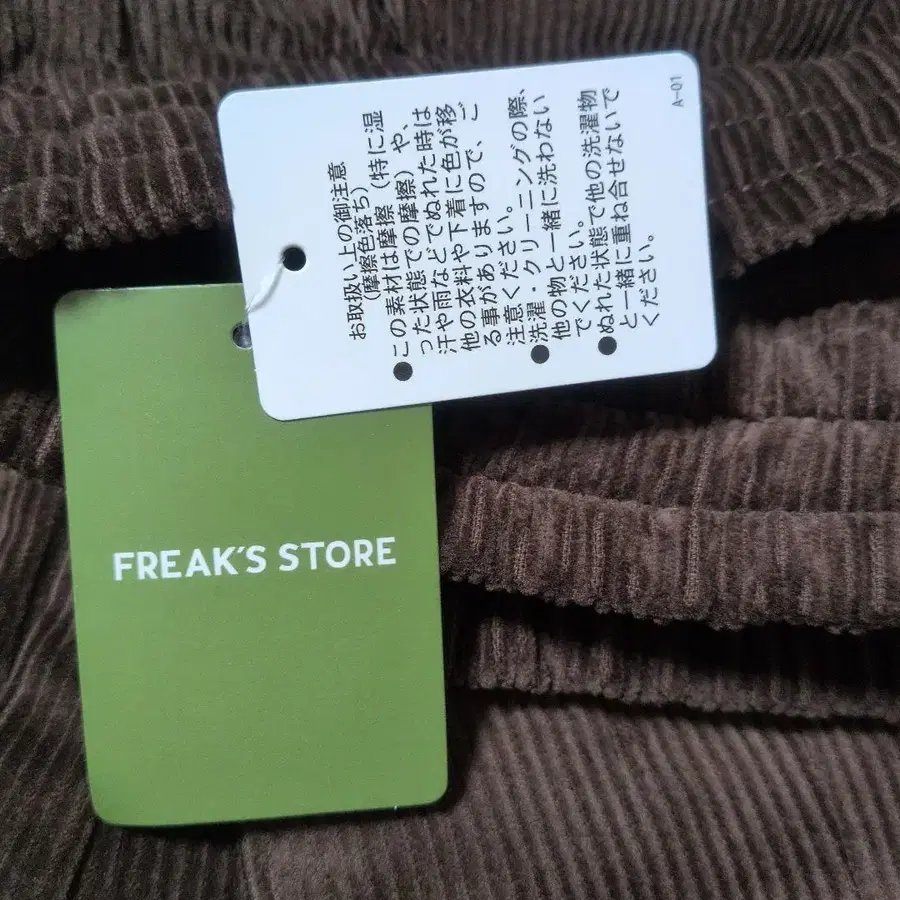 お取扱い上の御注意
(摩擦色落ち)
●この素材は摩擦(特に湿
った状態での摩擦)や、
汗や雨などでぬれた時は
他の衣料や下着に色が移
る事がありますので、ご
注意ください。
●洗濯・クリーニングの際、
他の物と一緒に洗わない
でください。
●ぬれた状態で他の洗濯物
と一緒に重ね合せないで
ください。
A-01
FREAK'S STORE